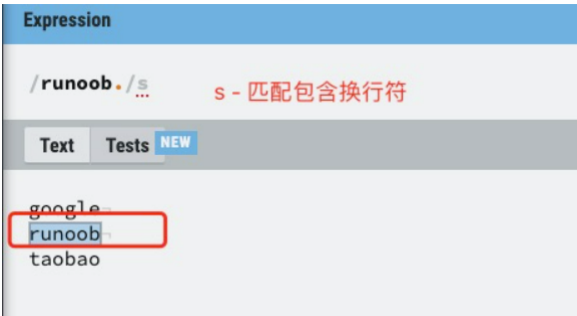 Expression
/runoob./s
s - 匹配包含换行符
Text Tests NEW
google¬
runoob¬
taobao